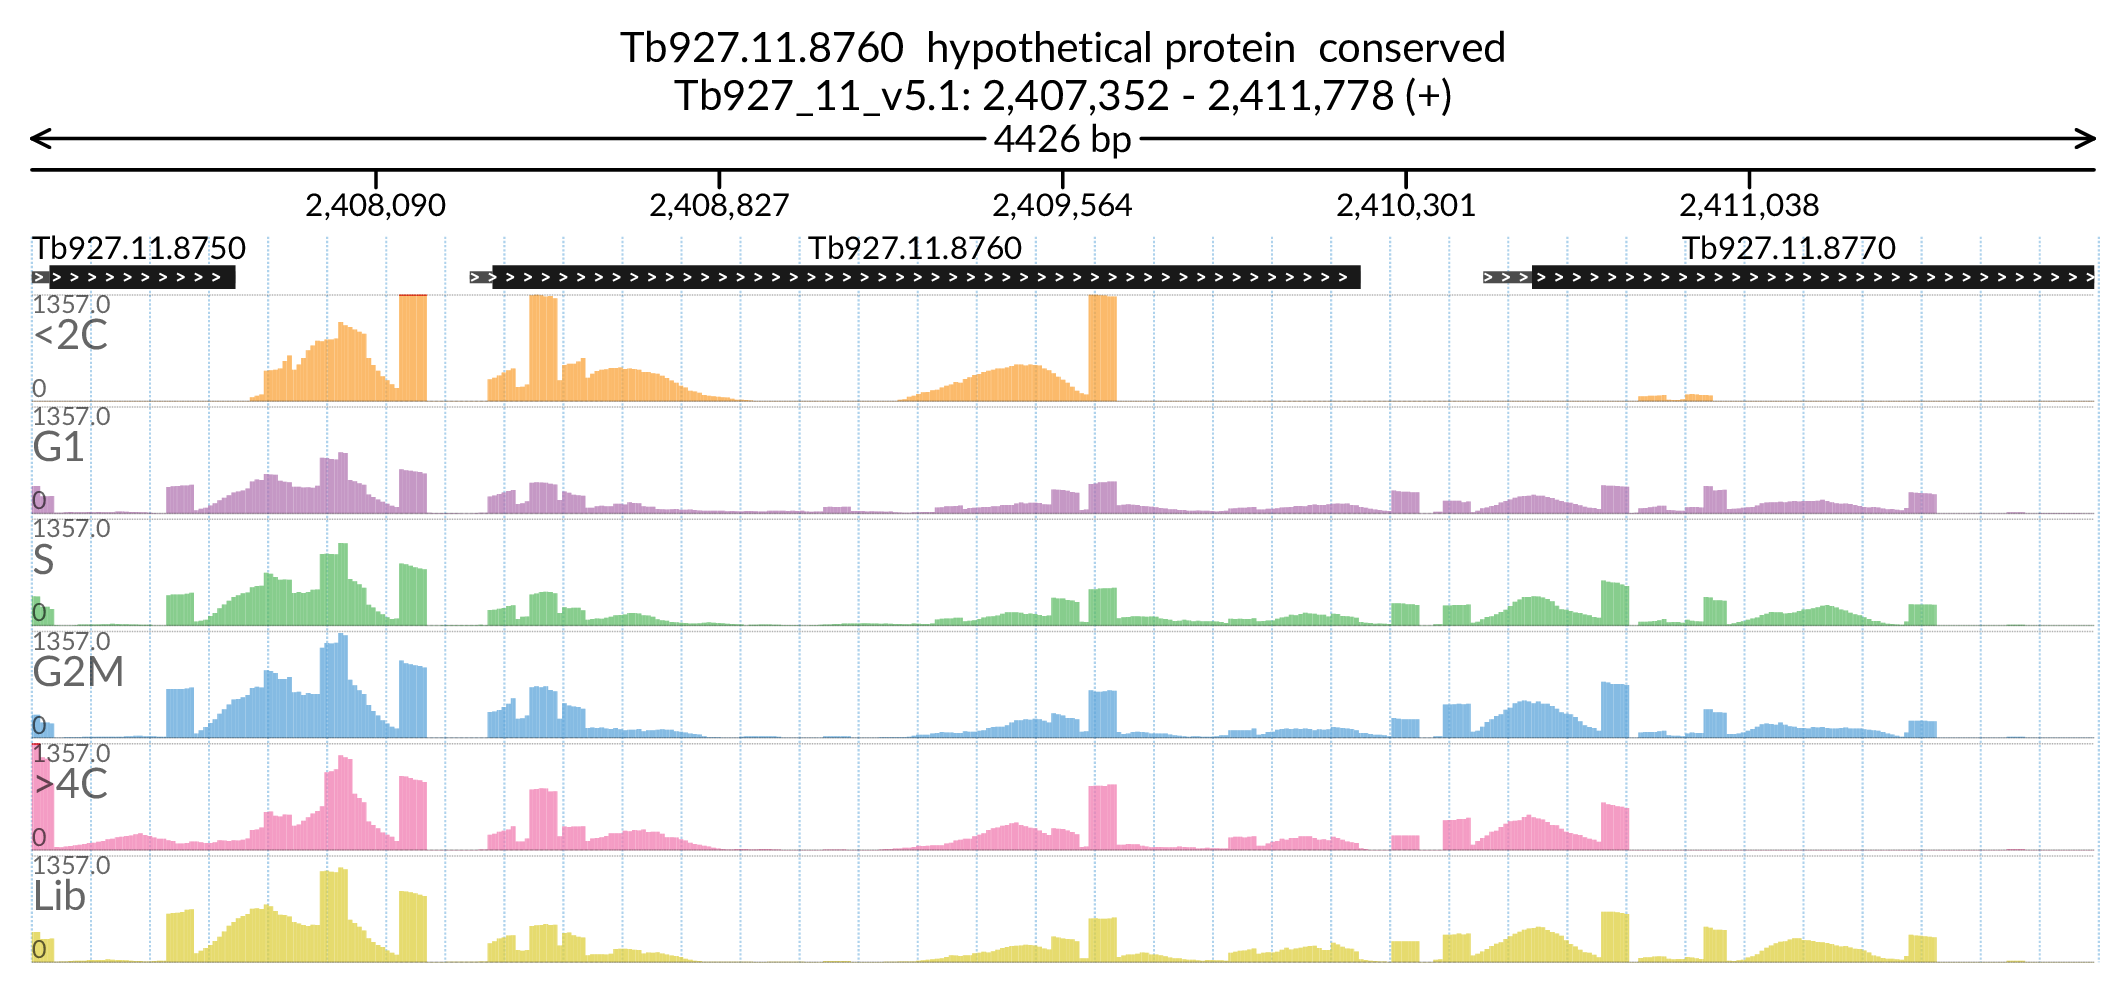 Tb927.11.8760 hypothetical protein conserved
Tb927_11_v5.1: 2,407,352 - 2,411,778 (+)
4426 bp
2,408,090 2,408,827 2,409,564 2,410,301 2,411,038
Tb927.11.8750 Tb927.11.8760 Tb927.11.8770
1357.0
<2C
0
1357.0
G1
0
1357.0
S
0
1357.0
G2M
0
1357.0
>4C
0
1357.0
Lib
0